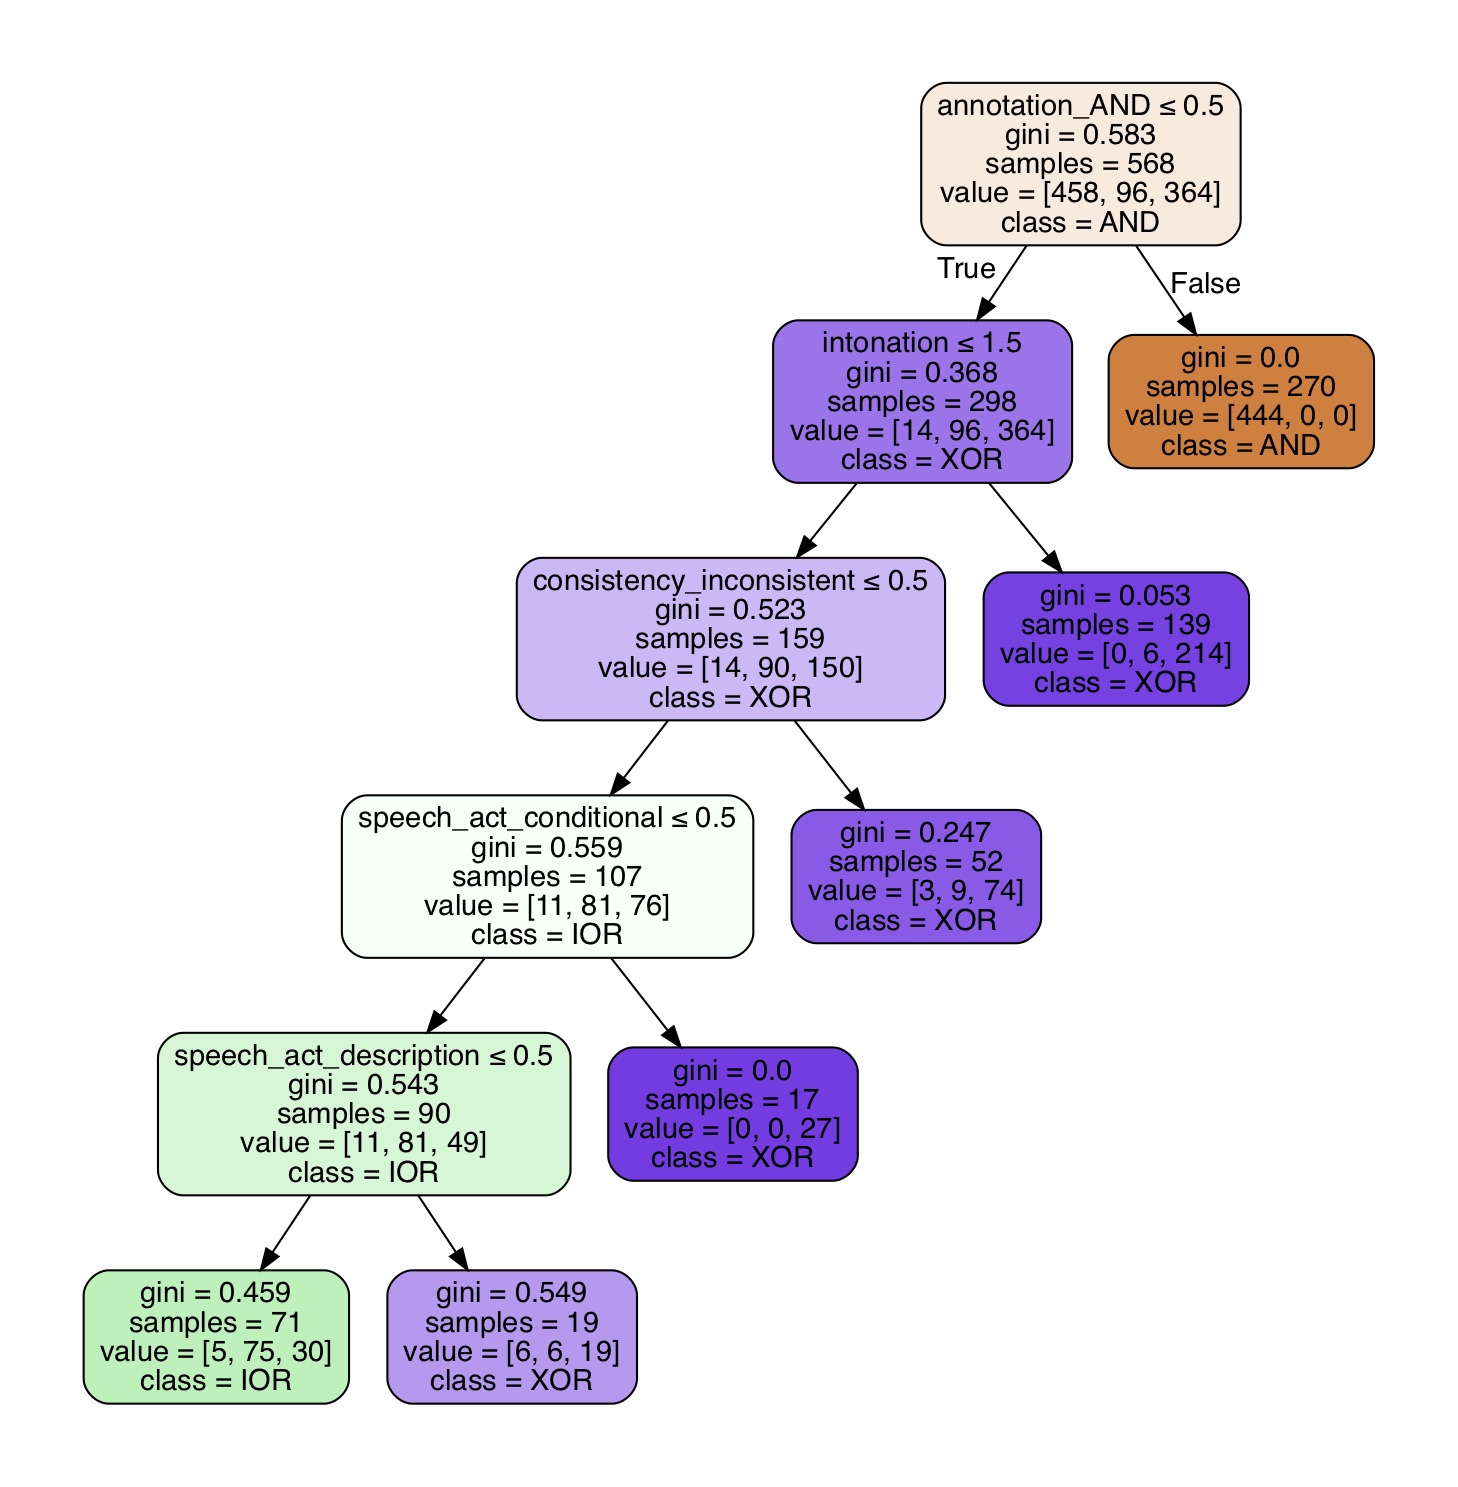 annotation_AND ≤ 0.5
gini = 0.583
samples = 568
value = [458, 96, 364]
class = AND
True
False
intonation ≤ 1.5
gini = 0.368
samples = 298
value = [14, 96, 364]
class = XOR
gini = 0.0
samples = 270
value = [444, 0, 0]
class = AND
consistency_inconsistent ≤ 0.5
gini = 0.523
samples = 159
value = [14, 90, 150]
class = XOR
gini = 0.053
samples = 139
value = [0, 6, 214]
class = XOR
speech_act_conditional ≤ 0.5
gini = 0.559
samples = 107
value = [11, 81, 76]
class = IOR
gini = 0.247
samples = 52
value = [3, 9, 74]
class = XOR
speech_act_description ≤ 0.5
gini = 0.543
samples = 90
value = [11, 81, 49]
class = IOR
gini = 0.0
samples = 17
value = [0, 0, 27]
class = XOR
gini = 0.459
samples = 71
value = [5, 75, 30]
class = IOR
gini = 0.549
samples = 19
value = [6, 6, 19]
class = XOR